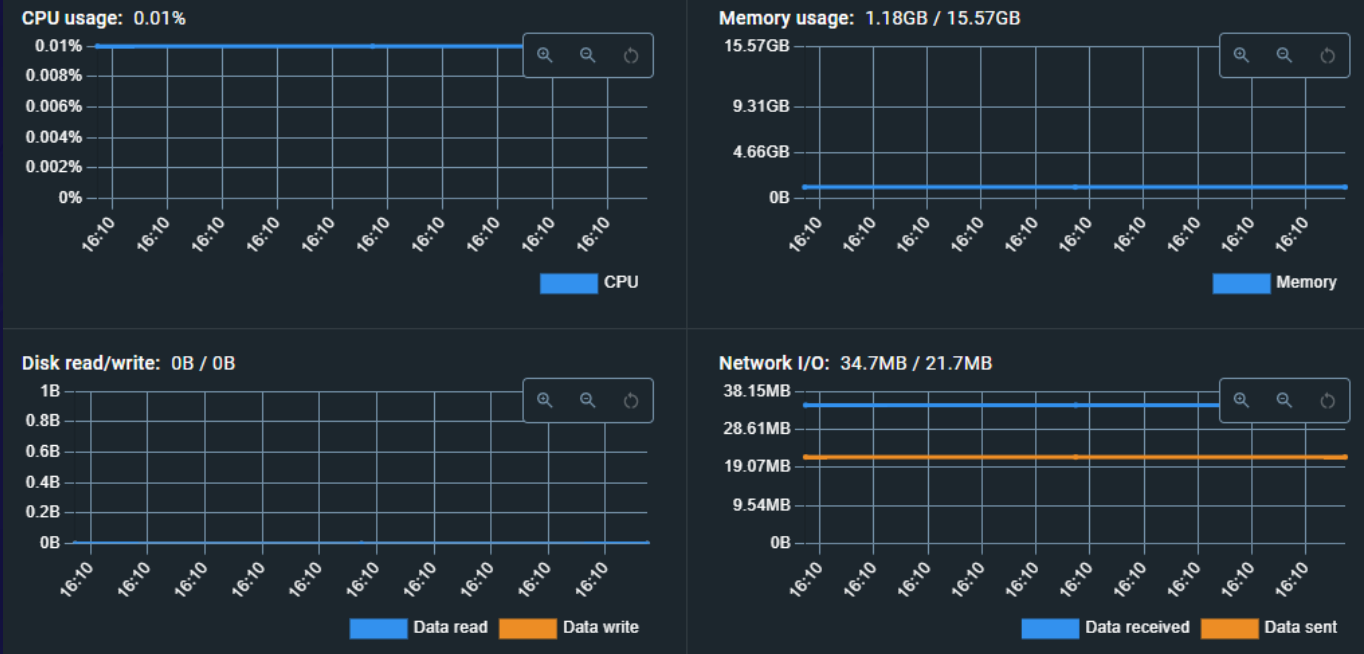 CPU usage: 0.01%
0.01%
0.008%
0.006%
0.004%
0.002%
0%
16:10 16:10 16:10 16:10 16:10 16:10 16:10 16:10 16:10 16:10
CPU
Memory usage: 1.18GB / 15.57GB
15.57GB
9.31GB
4.66GB
0B
16:10 16:10 16:10 16:10 16:10 16:10 16:10 16:10 16:10 16:10
Memory
Disk read/write: 0B / 0B
1B
0.8B
0.6B
0.4B
0.2B
0B
16:10 16:10 16:10 16:10 16:10 16:10 16:10 16:10 16:10 16:10
Data read Data write
Network I/O: 34.7MB / 21.7MB
38.15MB
28.61MB
19.07MB
9.54MB
0B
16:10 16:10 16:10 16:10 16:10 16:10 16:10 16:10 16:10 16:10
Data received Data sent